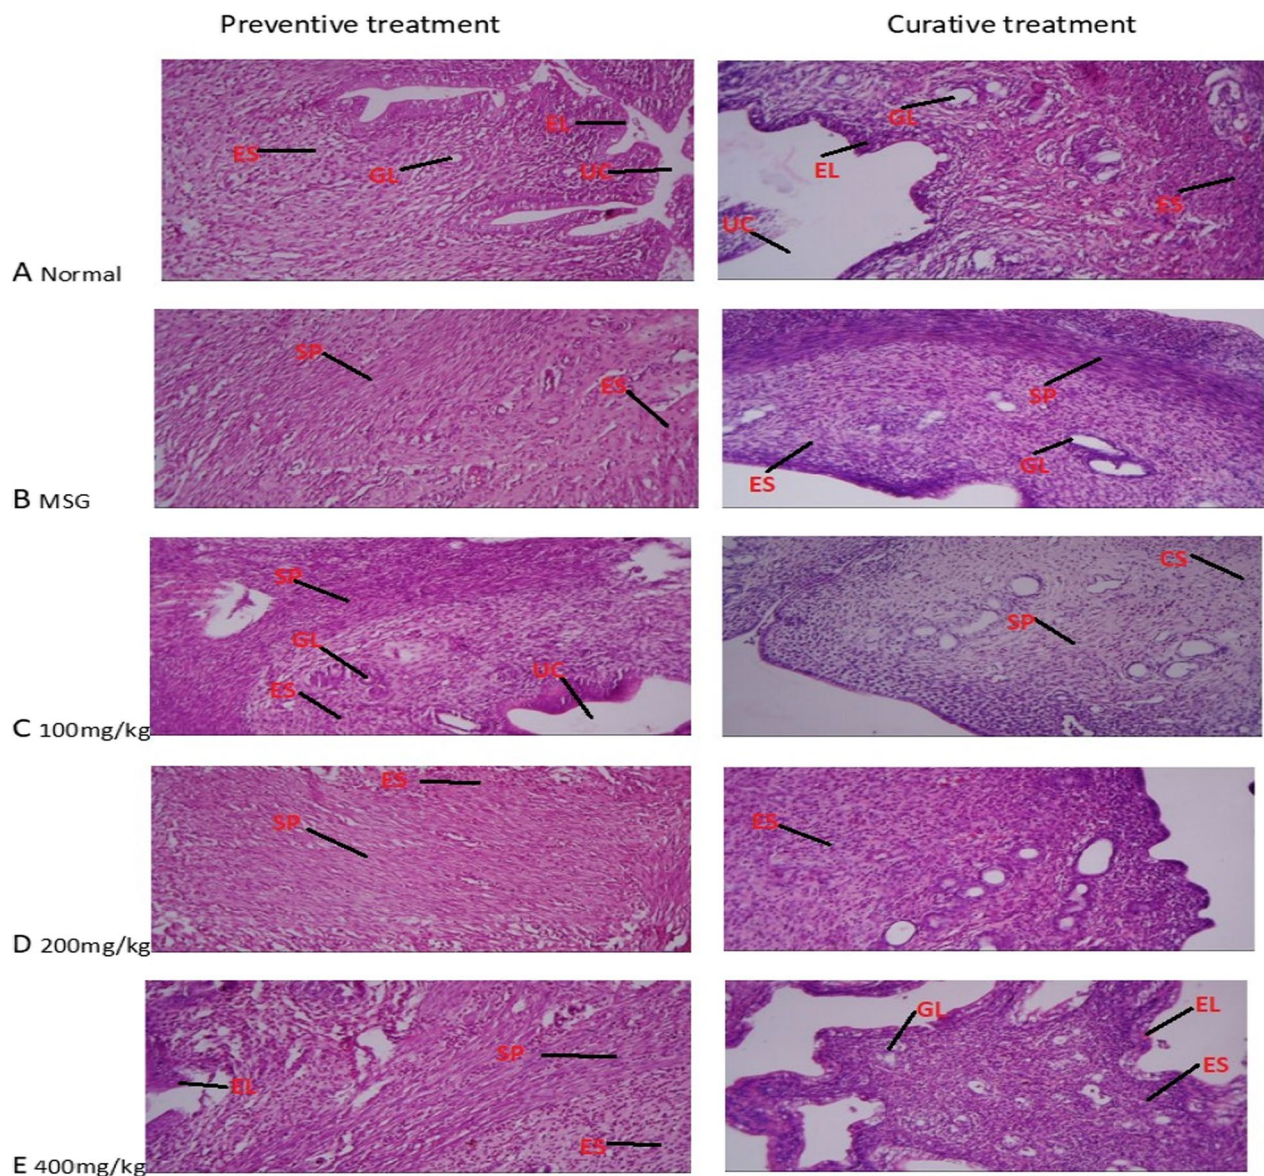 Preventive treatment
Curative treatment
EL
ES
GL
UC
GL
EL
ES
UC
A Normal
SP
ES
SP
GL
ES
B MSG
SP
GL
UC
ES
CS
SP
C 100mg/kg
ES
SP
ES
D 200mg/kg
SP
EL
ES
GL
EL
ES
E 400mg/kg